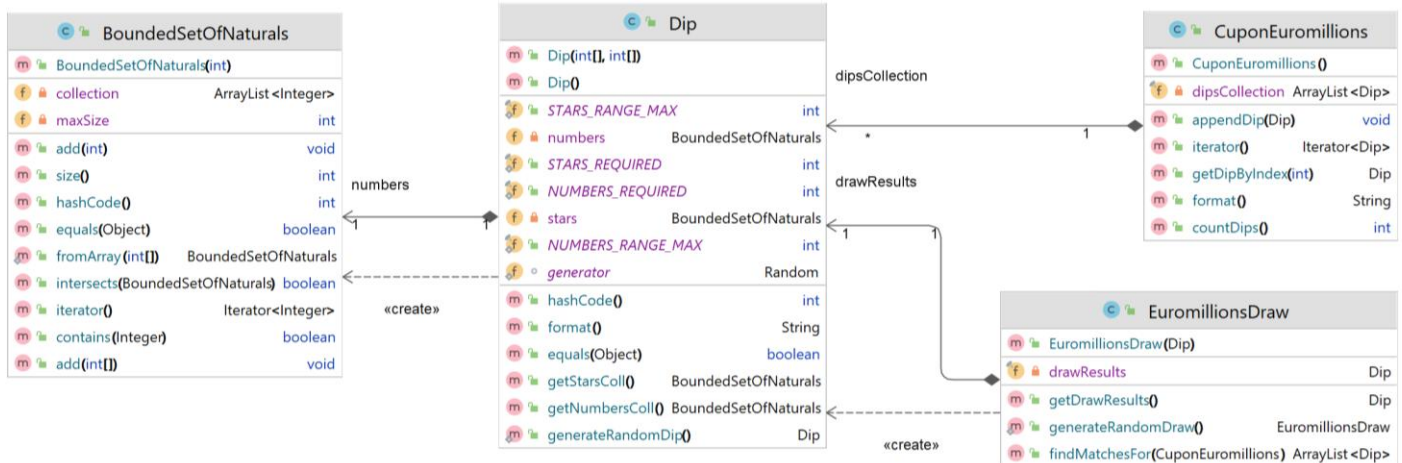 BoundedSetOfNaturals
BoundedSetOfNaturals(int)
collection ArrayList<Integer>
maxSize int
add(int) void
size() int
hashCode() int
equals(Object) boolean
fromArray(int[]) BoundedSetOfNaturals
intersects(BoundedSetOfNaturals) boolean
iterator() Iterator<Integer>
contains(Integer) boolean
add(int[]) void
numbers
1 1
«create»
Dip
Dip(int[], int[])
Dip()
STARS_RANGE_MAX int
numbers BoundedSetOfNaturals
STARS_REQUIRED int
NUMBERS_REQUIRED int
stars BoundedSetOfNaturals
NUMBERS_RANGE_MAX int
generator Random
hashCode() int
format() String
equals(Object) boolean
getStarsColl() BoundedSetOfNaturals
getNumbersColl() BoundedSetOfNaturals
generateRandomDip() Dip
dipsCollection
* 1
drawResults
1 1
«create»
CuponEuromillions
CuponEuromillions()
dipsCollection ArrayList<Dip>
appendDip(Dip) void
iterator() Iterator<Dip>
getDipByIndex(int) Dip
format() String
countDips() int
EuromillionsDraw
EuromillionsDraw(Dip)
drawResults Dip
getDrawResults() Dip
generateRandomDraw() EuromillionsDraw
findMatchesFor(CuponEuromillions) ArrayList<Dip>